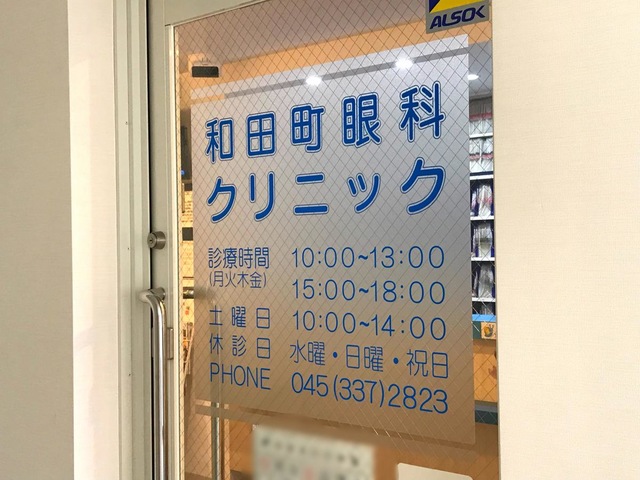 ALSOK
和田町眼科
クリニック
診療時間 10:00~13:00
(月火木金) 15:00~18:00
土曜日 10:00~14:00
休診日 水曜・日曜・祝日
PHONE 045(337)2823